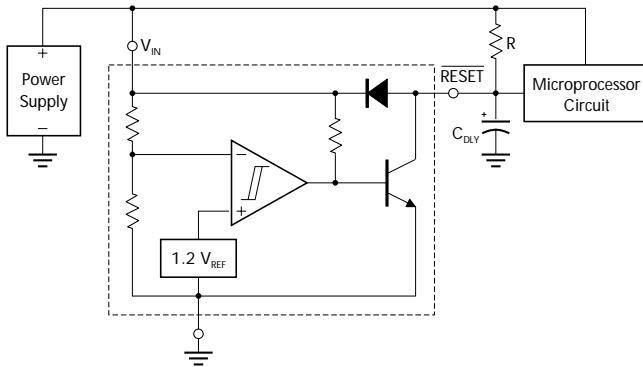 V_IN
R
RESET
Power
Supply
+
−
Microprocessor
Circuit
+
C_DLY
−
+
1.2 V_REF